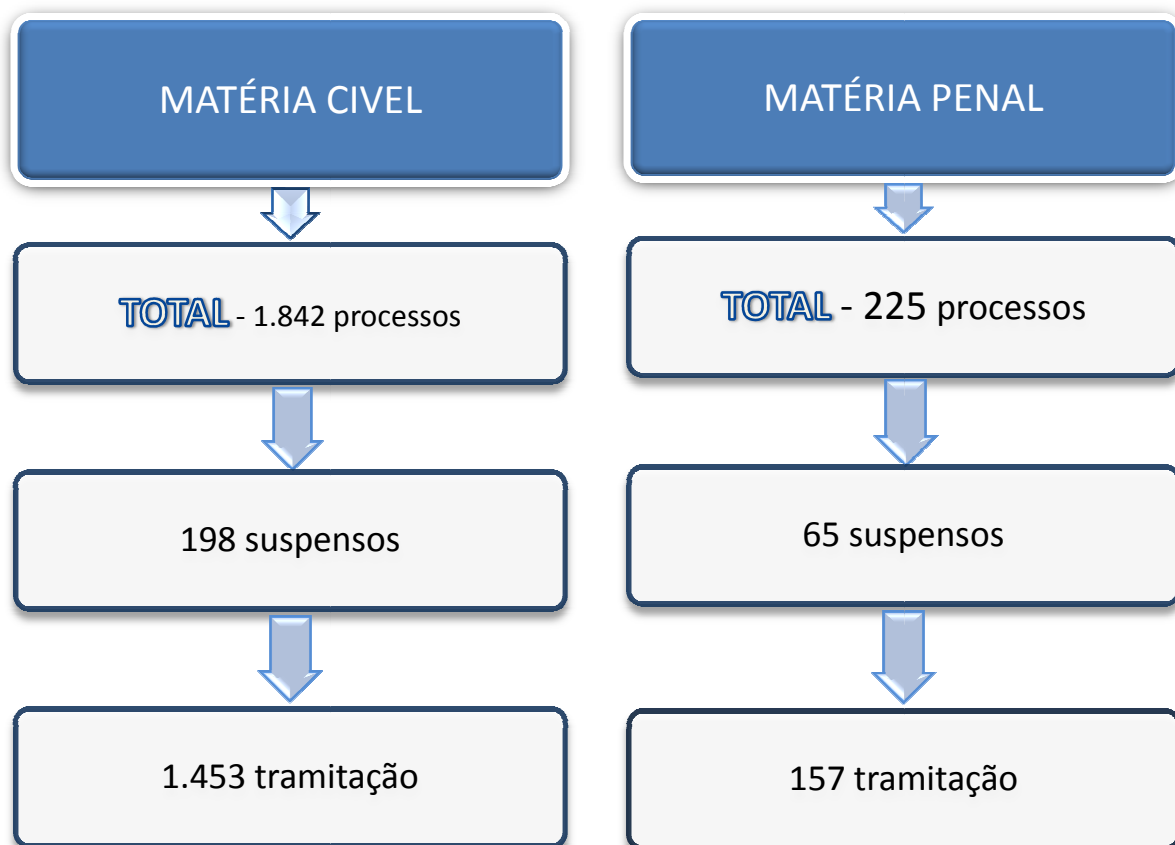 MATÉRIA CIVEL
TOTAL - 1.842 processos
198 suspensos
1.453 tramitação
MATÉRIA PENAL
TOTAL - 225 processos
65 suspensos
157 tramitação